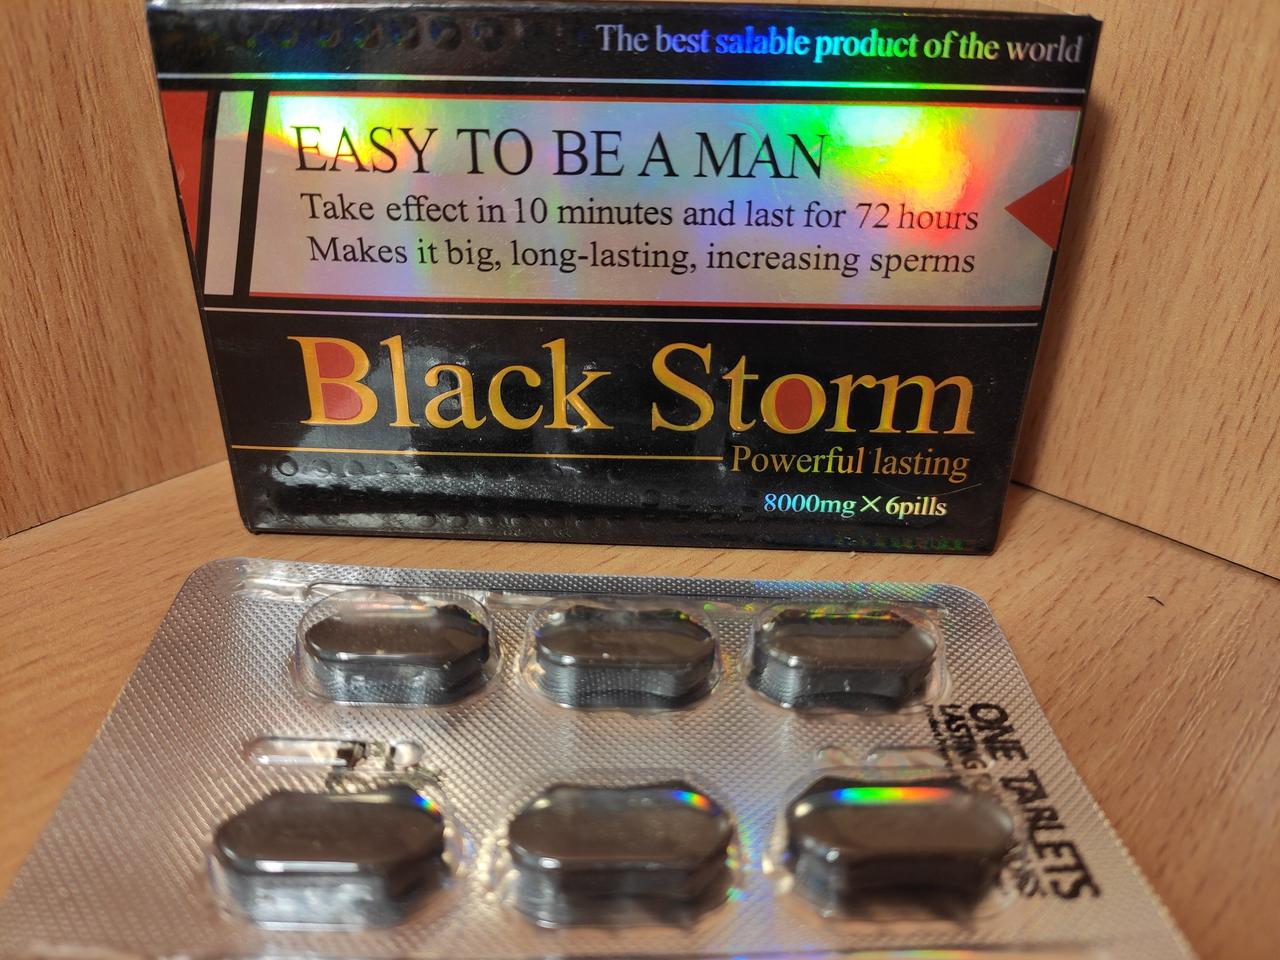 The best salable product of the world
EASY TO BE A MAN
Take effect in 10 minutes and last for 72 hours
Makes it big, long-lasting, increasing sperms
Black Storm
Powerful lasting
8000mg×6pills
ONE TABLETS
LASTING